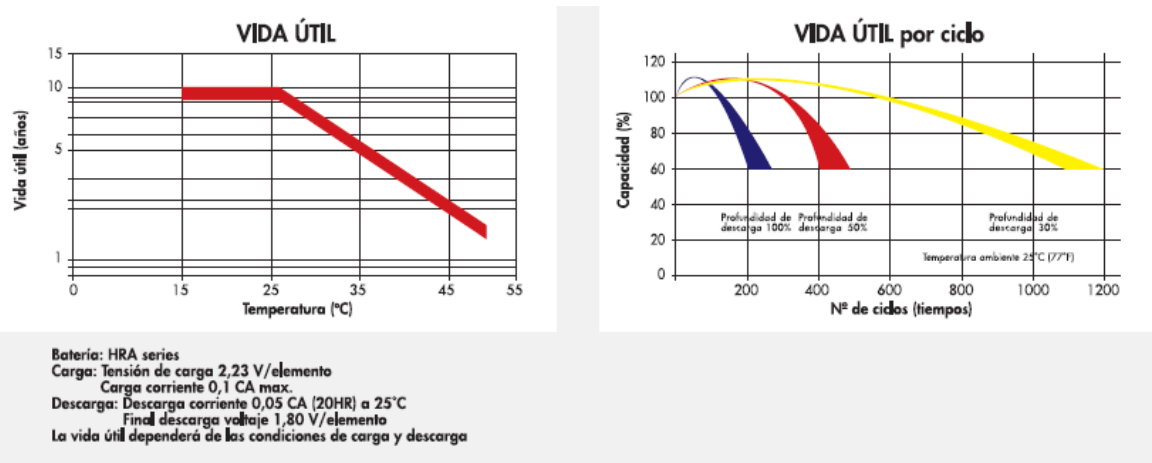 VIDA ÚTIL
15
10
5
1
Vida útil (años)
0 15 25 35 45 55
Temperatura (ºC)
VIDA ÚTIL por ciclo
120
100
80
60
40
20
0
Capacidad (%)
Profundidad de descarga 100%
Profundidad de descarga 50%
Profundidad de descarga 30%
Temperatura ambiente 25˚C (77˚F)
200 400 600 800 1000 1200
Nº de ciclos (tiempos)
Batería: HRA series
Carga: Tensión de carga 2,23 V/elemento
Carga corriente 0,1 CA max.
Descarga: Descarga corriente 0,05 CA (20HR) a 25˚C
Final descarga voltaje 1,80 V/elemento
La vida útil dependerá de las condiciones de carga y descarga